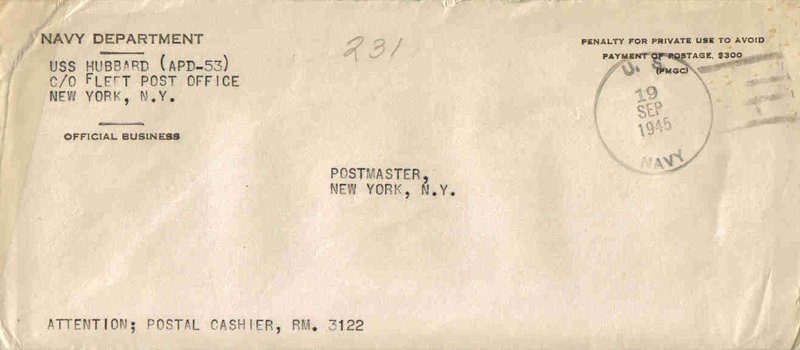 NAVY DEPARTMENT
USS HUBBARD (APD-53)
C/O FLEET POST OFFICE
NEW YORK, N.Y.
OFFICIAL BUSINESS
231
PENALTY FOR PRIVATE USE TO AVOID
PAYMENT OF POSTAGE, $300
(PMGC)
U. S.
19
SEP
1945
NAVY
POSTMASTER,
NEW YORK, N.Y.
ATTENTION; POSTAL CASHIER, RM. 3122